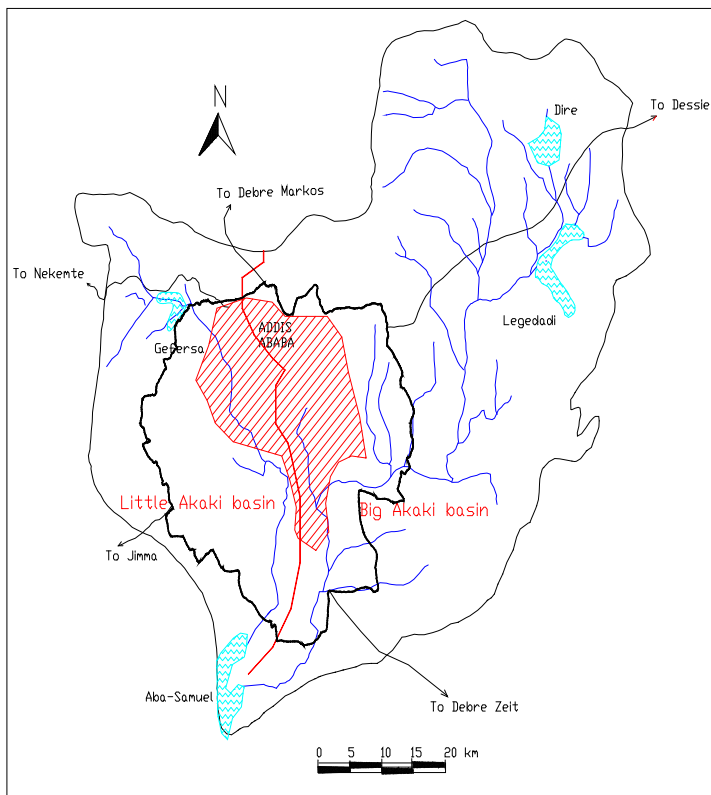 N
Dire
To Dessie
To Debre Markos
To Nekemte
Gefersa
ADDIS
ABABA
Legedadi
Little Akaki basin
Big Akaki basin
To Jimma
Aba-Samuel
To Debre Zeit
0 5 10 15 20 km